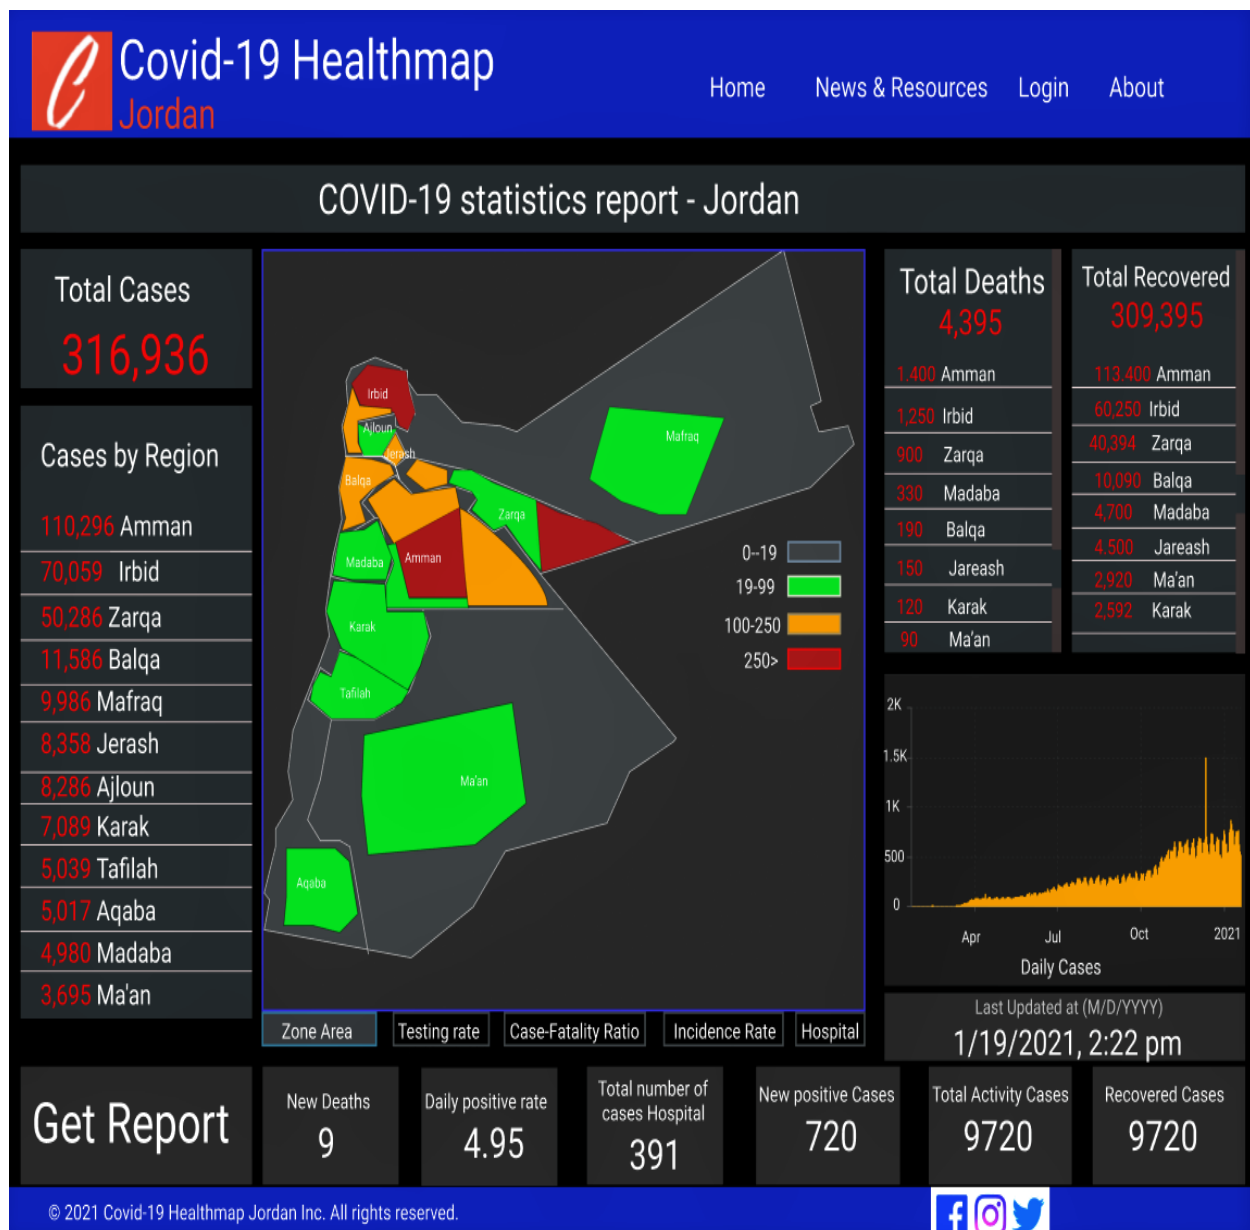 Covid-19 Healthmap
Jordan
Home
News & Resources
Login
About
COVID-19 statistics report - Jordan
Total Cases
316,936
Cases by Region
110,296 Amman
70,059 Irbid
50,286 Zarqa
11,586 Balqa
9,986 Mafraq
8,358 Jerash
8,286 Ajloun
7,089 Karak
5,039 Tafilah
5,017 Aqaba
4,980 Madaba
3,695 Ma'an
Irbid
Ajloun
Jerash
Balqa
Mafraq
Zarqa
Madaba
Amman
Karak
Tafilah
Ma'an
Aqaba
0--19
19-99
100-250
250>
Zone Area
Testing rate
Case-Fatality Ratio
Incidence Rate
Hospital
Total Deaths
4,395
1.400 Amman
1,250 Irbid
900 Zarqa
330 Madaba
190 Balqa
150 Jareash
120 Karak
90 Ma'an
Total Recovered
309,395
113.400 Amman
60,250 Irbid
40,394 Zarqa
10,090 Balqa
4,700 Madaba
4.500 Jareash
2,920 Ma'an
2,592 Karak
2K
1.5K
1K
500
0
Apr
Jul
Oct
2021
Daily Cases
Last Updated at (M/D/YYYY)
1/19/2021, 2:22 pm
Get Report
New Deaths
9
Daily positive rate
4.95
Total number of
cases Hospital
391
New positive Cases
720
Total Activity Cases
9720
Recovered Cases
9720
© 2021 Covid-19 Healthmap Jordan Inc. All rights reserved.